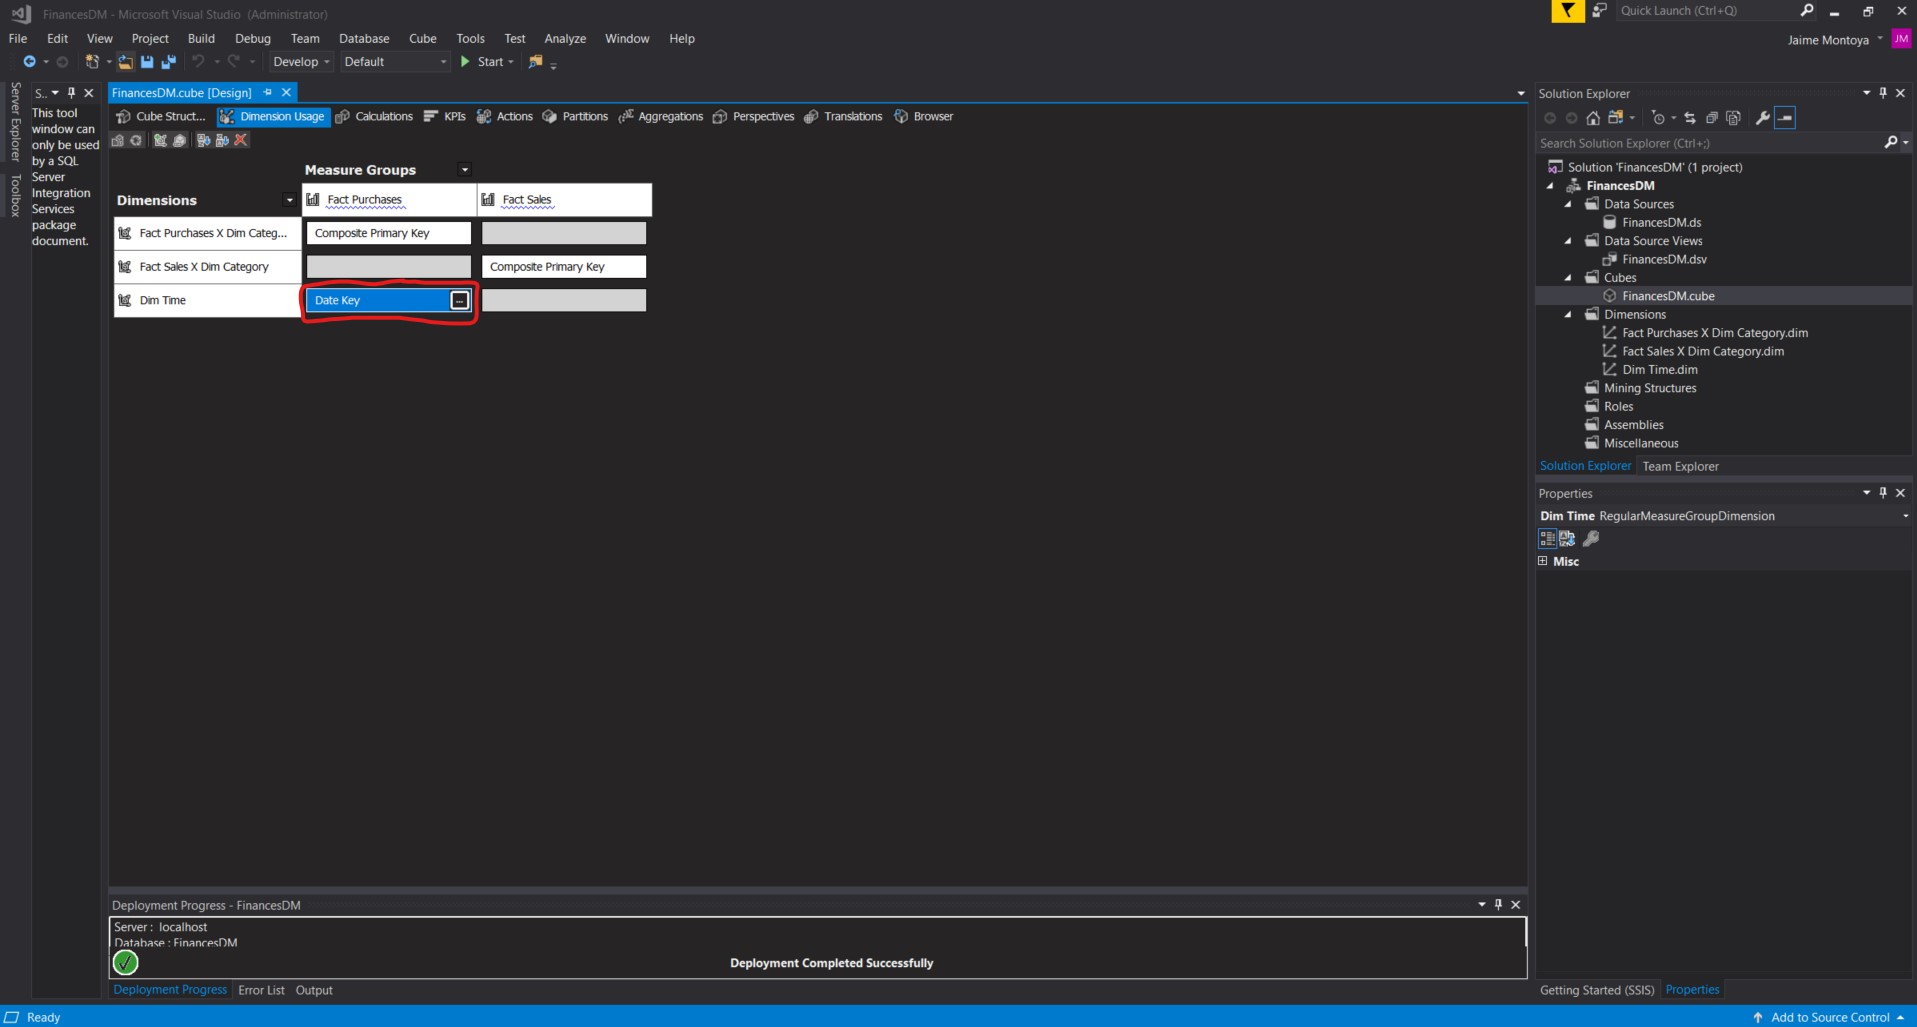 FinancesDM - Microsoft Visual Studio (Administrator)
Quick Launch (Ctrl+Q)
File Edit View Project Build Debug Team Database Cube Tools Test Analyze Window Help
Jaime Montoya JM
Develop Default Start
Server Explorer
Toolbox
S..
This tool
window can
only be used
by a SQL
Server
Integration
Services
package
document.
FinancesDM.cube [Design]
Cube Struct... Dimension Usage Calculations KPIs Actions Partitions Aggregations Perspectives Translations Browser
Measure Groups
Dimensions Fact Purchases Fact Sales
Fact Purchases X Dim Categ... Composite Primary Key
Fact Sales X Dim Category Composite Primary Key
Dim Time Date Key ...
Solution Explorer
Search Solution Explorer (Ctrl+;)
Solution 'FinancesDM' (1 project)
FinancesDM
Data Sources
FinancesDM.ds
Data Source Views
FinancesDM.dsv
Cubes
FinancesDM.cube
Dimensions
Fact Purchases X Dim Category.dim
Fact Sales X Dim Category.dim
Dim Time.dim
Mining Structures
Roles
Assemblies
Miscellaneous
Solution Explorer Team Explorer
Properties
Dim Time RegularMeasureGroupDimension
Misc
Deployment Progress - FinancesDM
Server : localhost
Database : FinancesDM
Deployment Completed Successfully
Deployment Progress Error List Output
Getting Started (SSIS) Properties
Ready
Add to Source Control